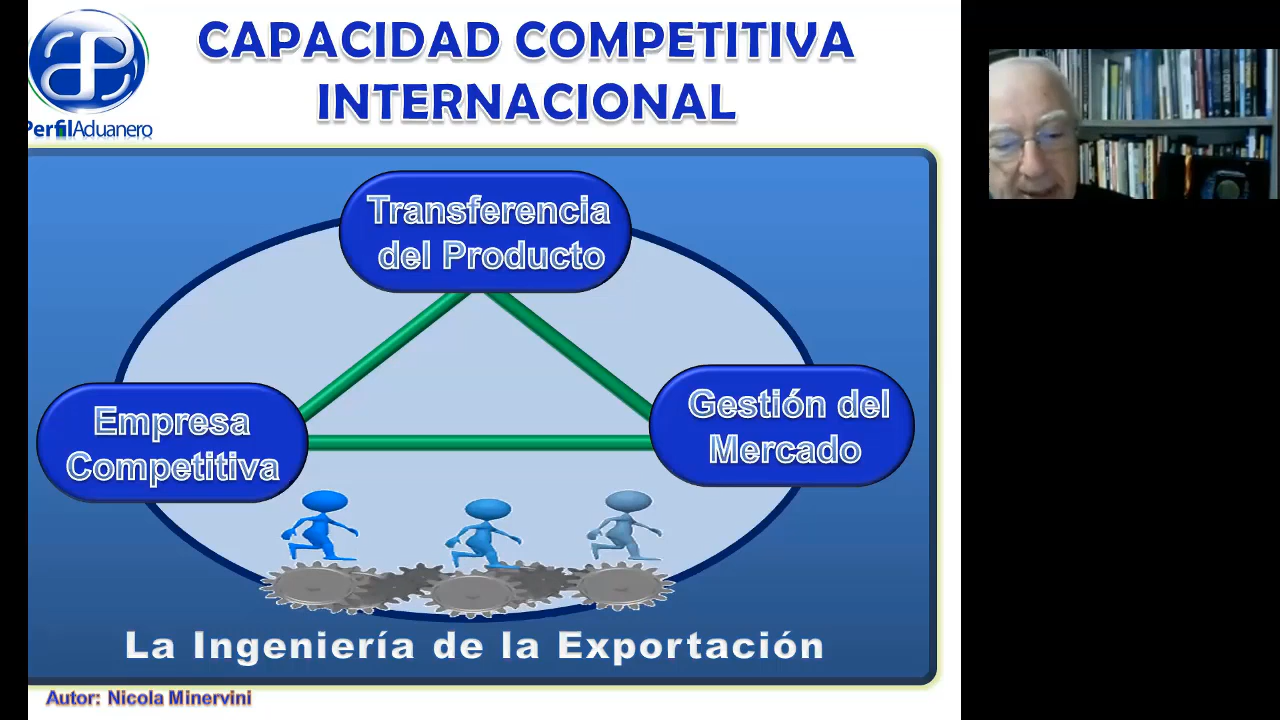 CAPACIDAD COMPETITIVA
INTERNACIONAL
PerfilAduanero
Transferencia
del Producto
Empresa
Competitiva
Gestión del
Mercado
La Ingeniería de la Exportación
Autor: Nicola Minervini